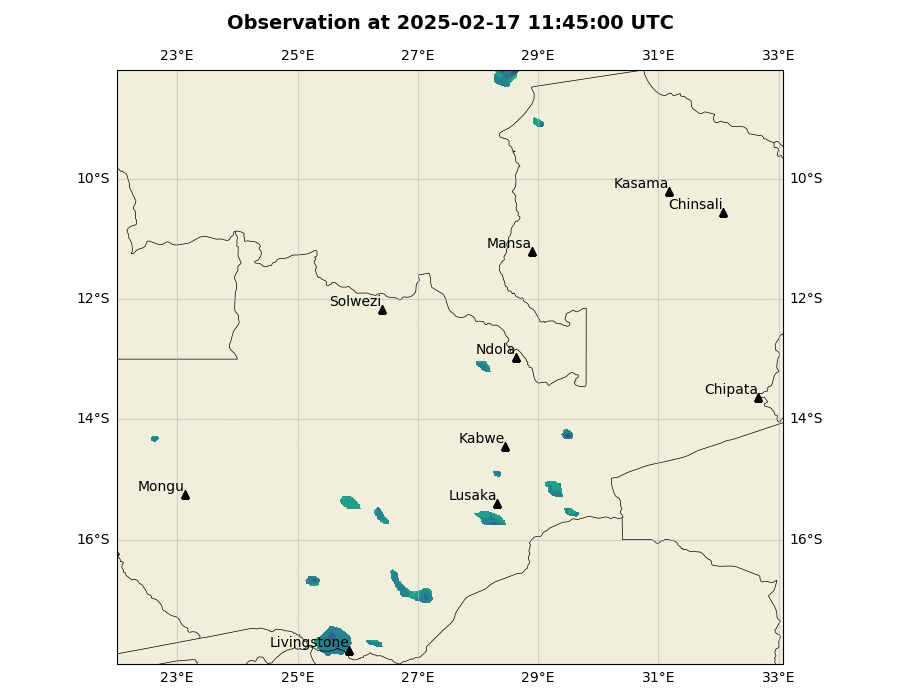 Observation at 2025-02-17 11:45:00 UTC
23°E 25°E 27°E 29°E 31°E 33°E
10°S 10°S
Kasama
Chinsali
Mansa
12°S 12°S
Solwezi
Ndola
Chipata
14°S 14°S
Kabwe
Mongu
Lusaka
16°S 16°S
Livingstone
23°E 25°E 27°E 29°E 31°E 33°E